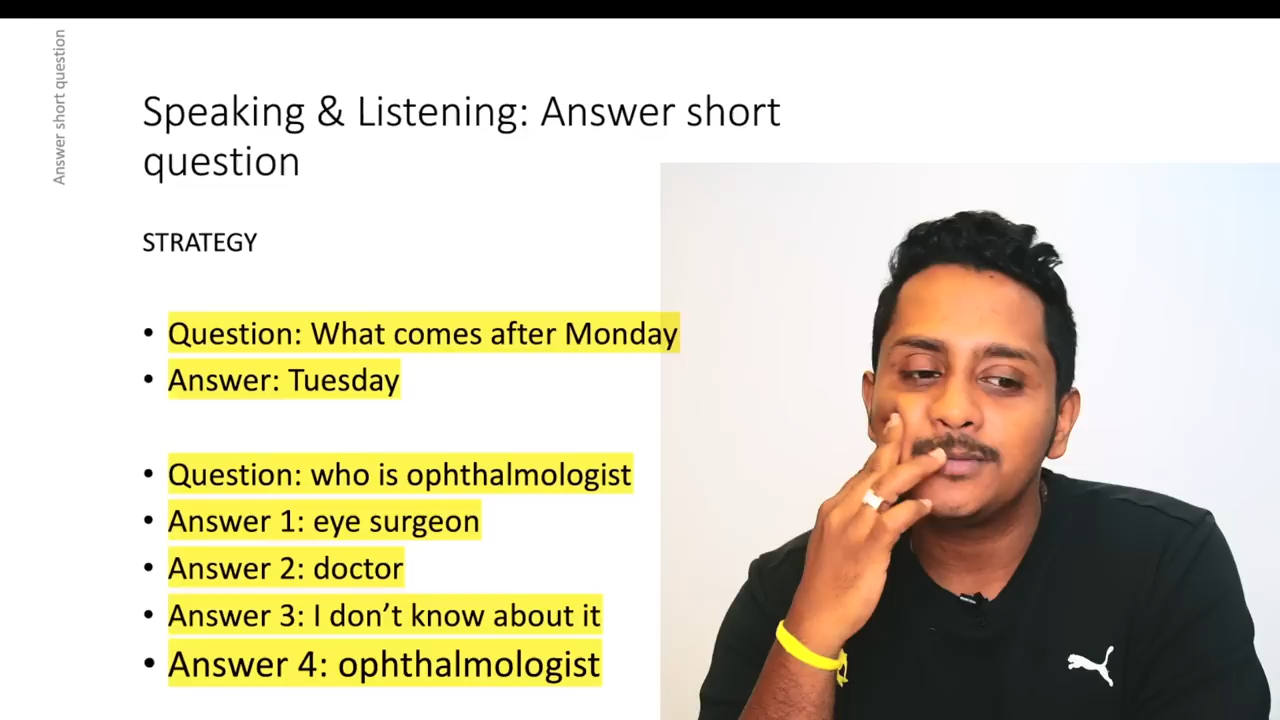 Answer short question
Speaking & Listening: Answer short
question
STRATEGY
• Question: What comes after Monday
• Answer: Tuesday
• Question: who is ophthalmologist
• Answer 1: eye surgeon
• Answer 2: doctor
• Answer 3: I don’t know about it
• Answer 4: ophthalmologist